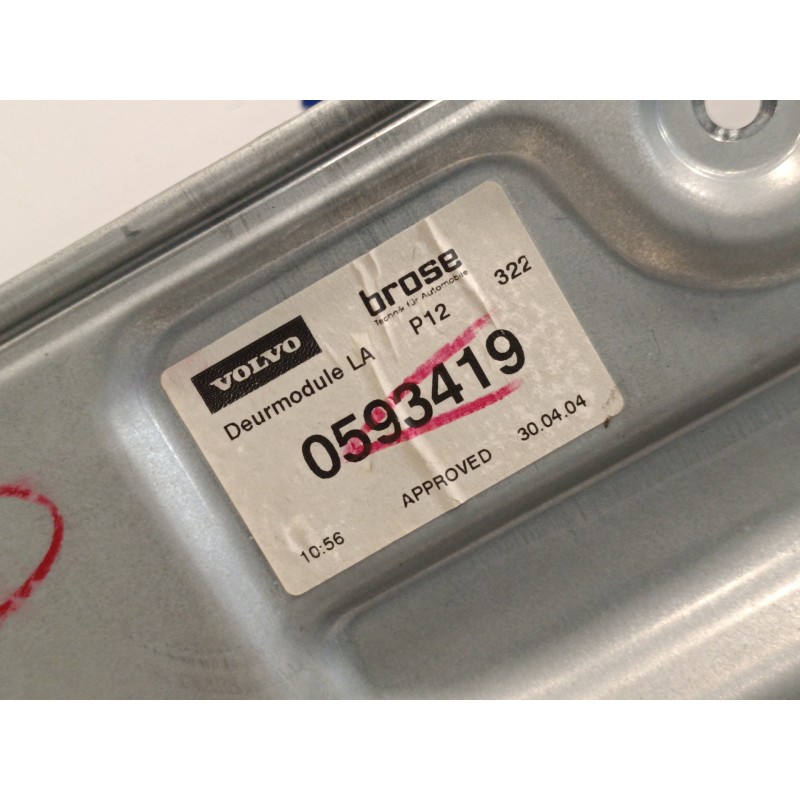 VOLVO
brose
Technik für Automobile
322
Deurmodule LA
P12
0593419
10:56
APPROVED
30.04.04